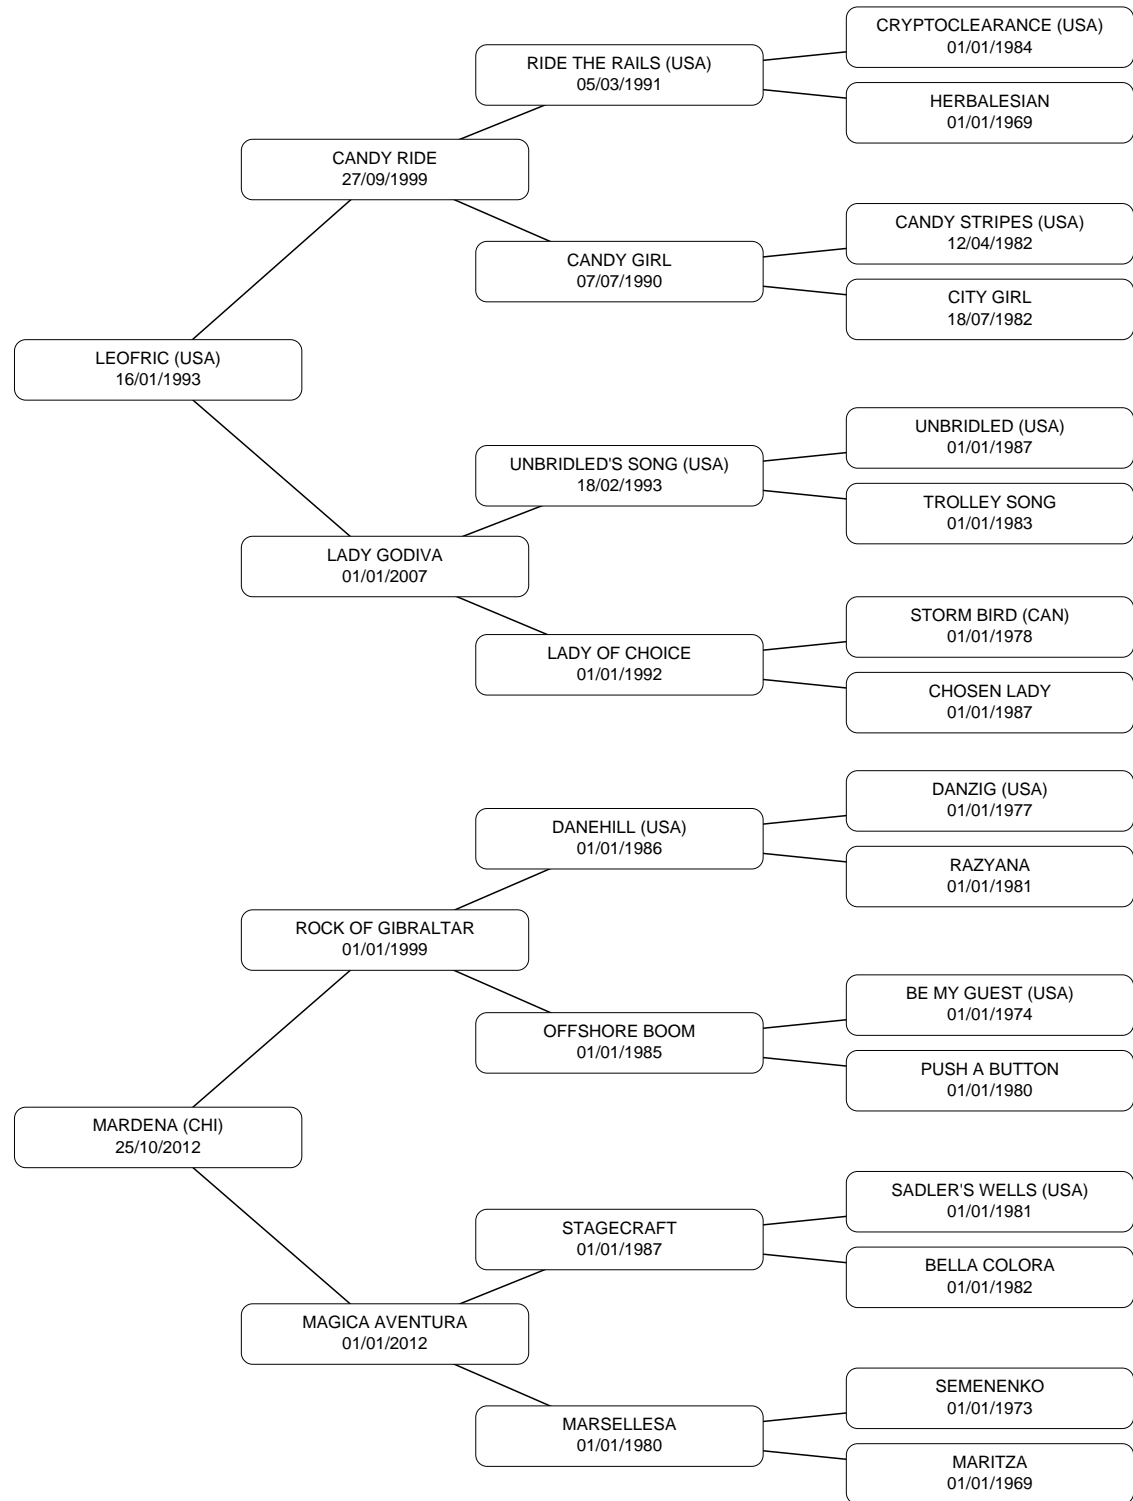 CRYPTOCLEARANCE (USA)
01/01/1984
RIDE THE RAILS (USA)
05/03/1991
HERBALESIAN
01/01/1969
CANDY RIDE
27/09/1999
CANDY STRIPES (USA)
12/04/1982
CANDY GIRL
07/07/1990
CITY GIRL
18/07/1982
LEOFRIC (USA)
16/01/1993
UNBRIDLED (USA)
01/01/1987
UNBRIDLED'S SONG (USA)
18/02/1993
TROLLEY SONG
01/01/1983
LADY GODIVA
01/01/2007
STORM BIRD (CAN)
01/01/1978
LADY OF CHOICE
01/01/1992
CHOSEN LADY
01/01/1987
DANZIG (USA)
01/01/1977
DANEHILL (USA)
01/01/1986
RAZYANA
01/01/1981
ROCK OF GIBRALTAR
01/01/1999
BE MY GUEST (USA)
01/01/1974
OFFSHORE BOOM
01/01/1985
PUSH A BUTTON
01/01/1980
MARDENA (CHI)
25/10/2012
SADLER'S WELLS (USA)
01/01/1981
STAGECRAFT
01/01/1987
BELLA COLORA
01/01/1982
MAGICA AVENTURA
01/01/2012
SEMENENKO
01/01/1973
MARSELLESA
01/01/1980
MARITZA
01/01/1969